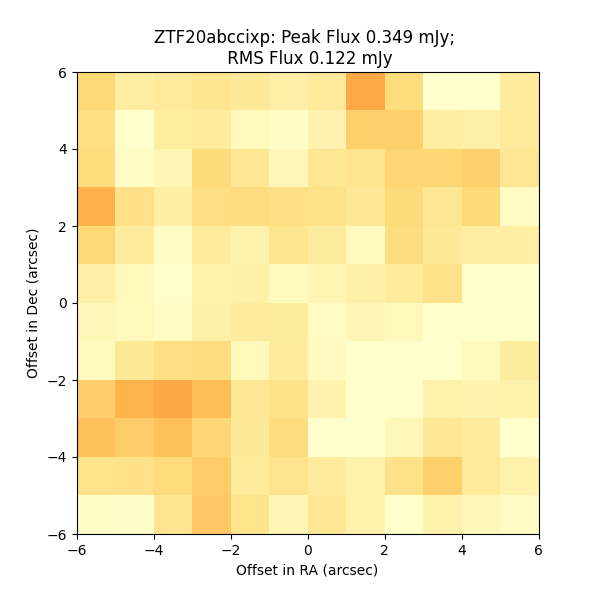 ZTF20abccixp: Peak Flux 0.349 mJy;
RMS Flux 0.122 mJy
6
4
2
0
−2
−4
−6
Offset in Dec (arcsec)
−6 −4 −2 0 2 4 6
Offset in RA (arcsec)